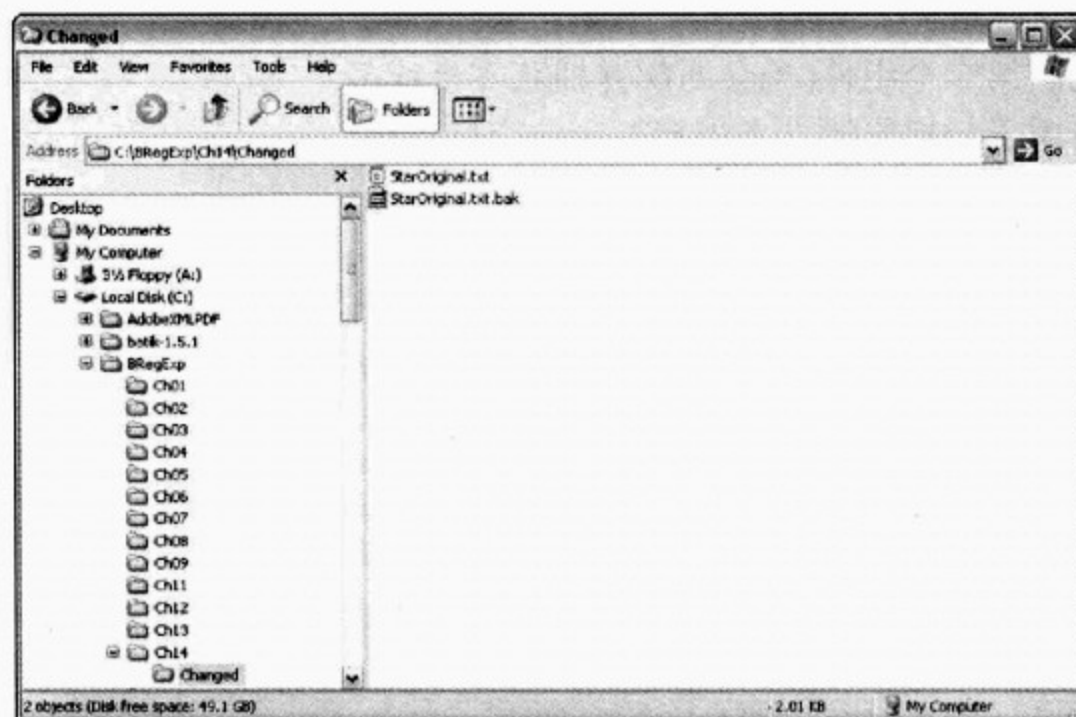 Changed
File Edit View Favorites Tools Help
Back Search Folders
Address C:\BRegExp\Ch14\Changed Go
Folders
StarOriginal.txt
StarOriginal.txt.bak
Desktop
My Documents
My Computer
3½ Floppy (A:)
Local Disk (C:)
AdobeXMLPDF
batik-1.5.1
BRegExp
Ch01
Ch02
Ch03
Ch04
Ch05
Ch06
Ch07
Ch08
Ch09
Ch11
Ch12
Ch13
Ch14
Changed
2 objects (Disk free space: 49.1 GB) 2.01 KB My Computer